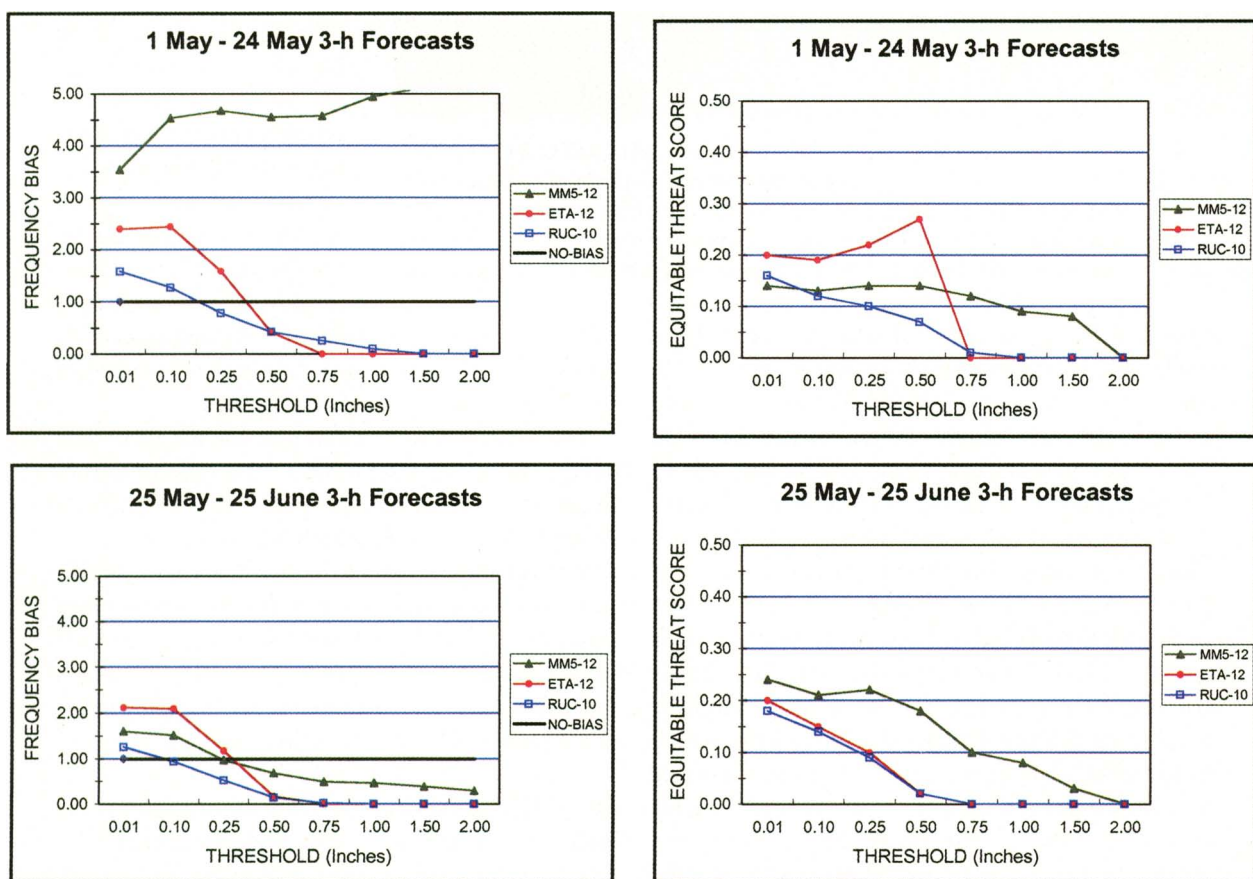 1 May - 24 May 3-h Forecasts
FREQUENCY BIAS
5.00
4.00
3.00
2.00
1.00
0.00
0.01 0.10 0.25 0.50 0.75 1.00 1.50 2.00
THRESHOLD (Inches)
MM5-12
ETA-12
RUC-10
NO-BIAS
1 May - 24 May 3-h Forecasts
EQUITABLE THREAT SCORE
0.50
0.40
0.30
0.20
0.10
0.00
0.01 0.10 0.25 0.50 0.75 1.00 1.50 2.00
THRESHOLD (Inches)
MM5-12
ETA-12
RUC-10
25 May - 25 June 3-h Forecasts
FREQUENCY BIAS
5.00
4.00
3.00
2.00
1.00
0.00
0.01 0.10 0.25 0.50 0.75 1.00 1.50 2.00
THRESHOLD (Inches)
MM5-12
ETA-12
RUC-10
NO-BIAS
25 May - 25 June 3-h Forecasts
EQUITABLE THREAT SCORE
0.50
0.40
0.30
0.20
0.10
0.00
0.01 0.10 0.25 0.50 0.75 1.00 1.50 2.00
THRESHOLD (Inches)
MM5-12
ETA-12
RUC-10